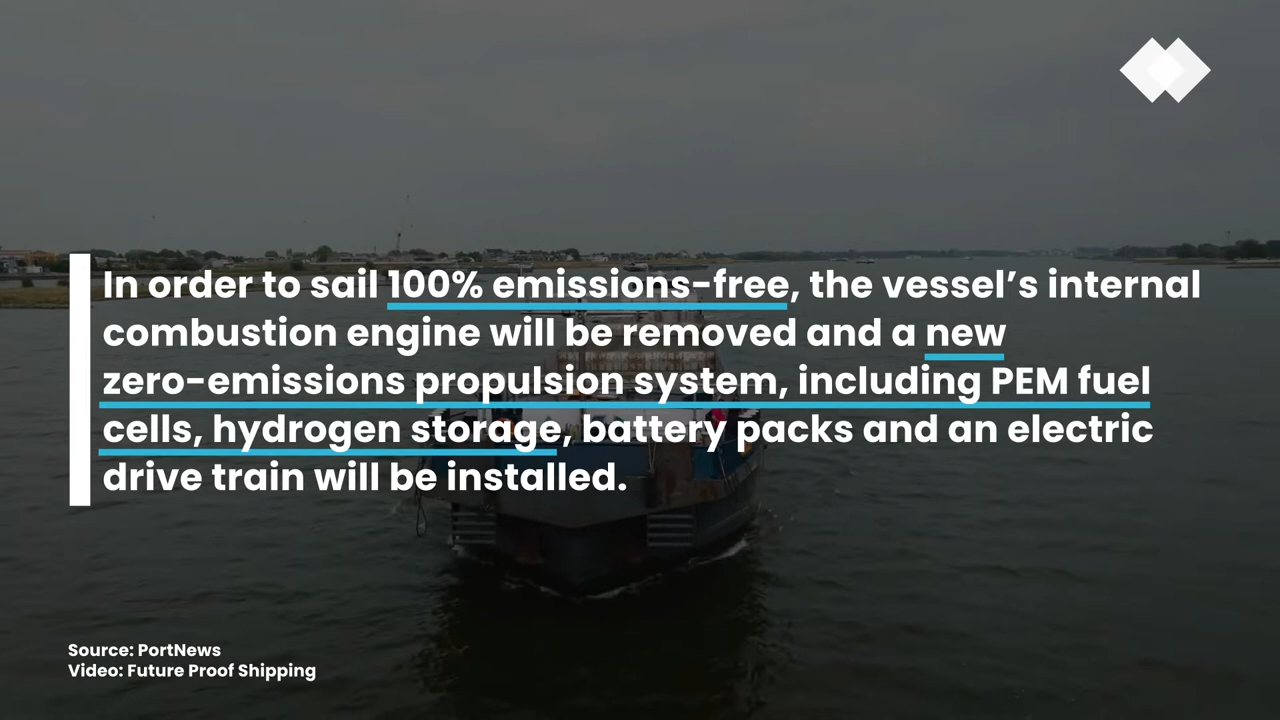 In order to sail 100% emissions-free, the vessel’s internal
combustion engine will be removed and a new
zero-emissions propulsion system, including PEM fuel
cells, hydrogen storage, battery packs and an electric
drive train will be installed.
Source: PortNews
Video: Future Proof Shipping